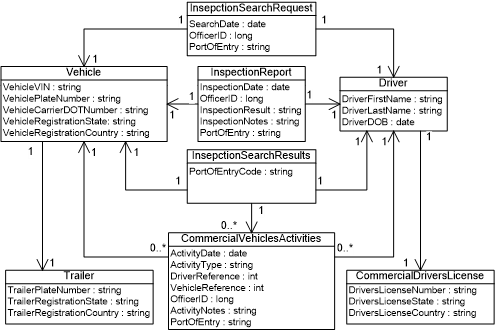 InsepctionSearchRequest
SearchDate : date
OfficerID : long
PortOfEntry : string
1
1
1
1
Vehicle
VehicleVIN : string
VehiclePlateNumber : string
VehicleCarrierDOTNumber : string
VehicleRegistrationState: string
VehicleRegistrationCountry : string
InspectionReport
InspectionDate : date
OfficerID : long
InspectionResult : string
InspectionNotes : string
PortOfEntry : string
Driver
DriverFirstName : string
DriverLastName : string
DriverDOB : date
1
1
1
1
1
1
1
1
1
1
InsepctionSearchResults
PortOfEntryCode : string
1
1
1
0..*
0..*
0..*
CommercialVehiclesActivities
ActivityDate : date
ActivityType : string
DriverReference : int
VehicleReference : int
OfficerID : long
ActivityNotes : string
PortOfEntry : string
1
Trailer
TrailerPlateNumber : string
TrailerRegistrationState : string
TrailerRegistrationCountry : string
1
CommercialDriversLicense
DriversLicenseNumber : string
DriversLicenseState : string
DriversLicenseCountry : string